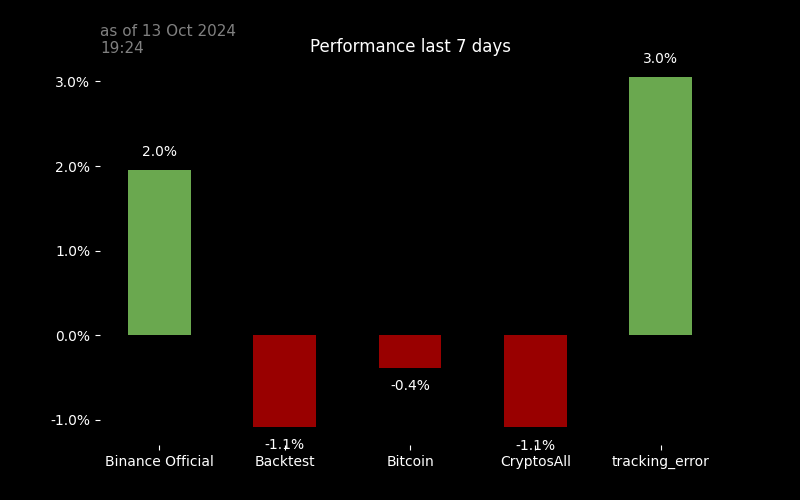 as of 13 Oct 2024
19:24
Performance last 7 days
3.0%
3.0%
2.0%
2.0%
1.0%
0.0%
-0.4%
-1.0%
-1.1%
-1.1%
Binance Official
Backtest
Bitcoin
CryptosAll
tracking_error